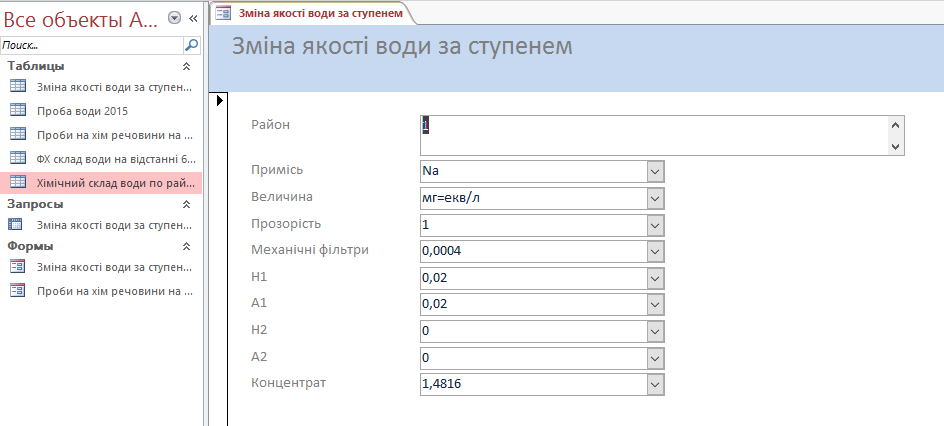 Все объекты A...
Поиск...
Таблицы
Зміна якості води за ступен...
Проба води 2015
Проби на хім речовини на ...
ФХ склад води на відстані 6...
Хімічний склад води по рай...
Запросы
Зміна якості води за ступен...
Формы
Зміна якості води за ступен...
Проби на хім речовини на ...
Зміна якості води за ступенем
Зміна якості води за ступенем
Район 1
Примісь Na
Величина мг=екв/л
Прозорість 1
Механічні фільтри 0,0004
H1 0,02
A1 0,02
H2 0
A2 0
Концентрат 1,4816